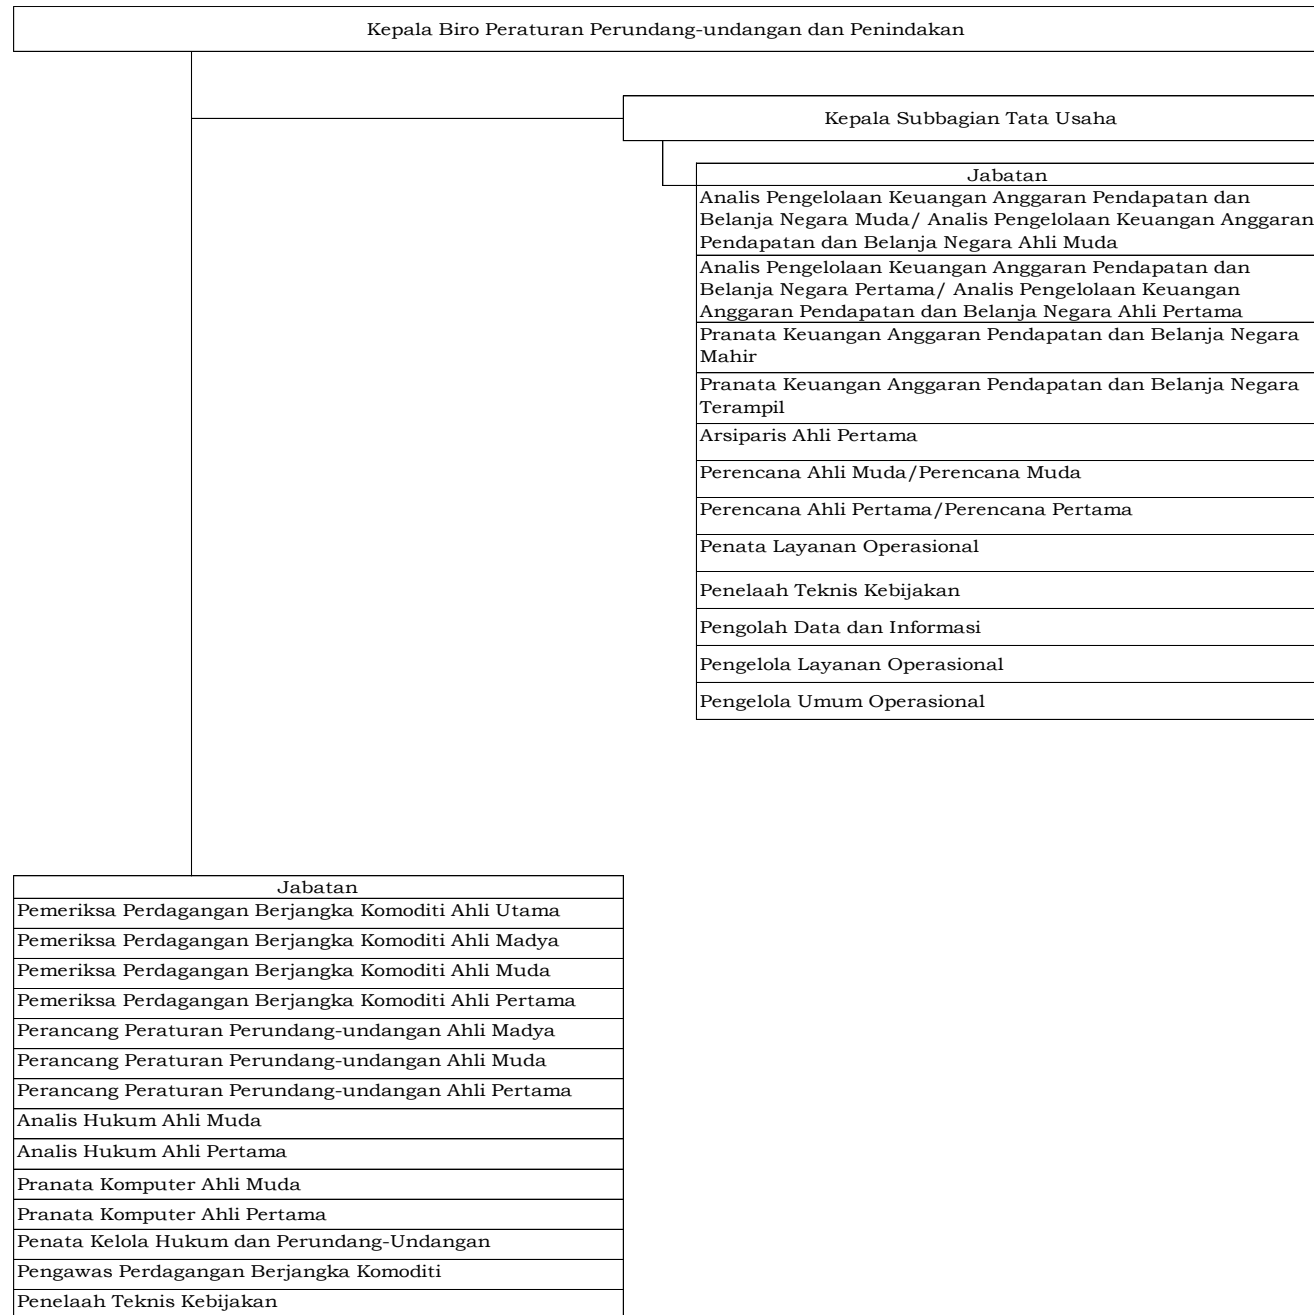 Kepala Biro Peraturan Perundang-undangan dan Penindakan
Kepala Subbagian Tata Usaha
Jabatan
Analis Pengelolaan Keuangan Anggaran Pendapatan dan
Belanja Negara Muda/ Analis Pengelolaan Keuangan Anggaran
Pendapatan dan Belanja Negara Ahli Muda
Analis Pengelolaan Keuangan Anggaran Pendapatan dan
Belanja Negara Pertama/ Analis Pengelolaan Keuangan
Anggaran Pendapatan dan Belanja Negara Ahli Pertama
Pranata Keuangan Anggaran Pendapatan dan Belanja Negara
Mahir
Pranata Keuangan Anggaran Pendapatan dan Belanja Negara
Terampil
Arsiparis Ahli Pertama
Perencana Ahli Muda/Perencana Muda
Perencana Ahli Pertama/Perencana Pertama
Penata Layanan Operasional
Penelaah Teknis Kebijakan
Pengolah Data dan Informasi
Pengelola Layanan Operasional
Pengelola Umum Operasional
Jabatan
Pemeriksa Perdagangan Berjangka Komoditi Ahli Utama
Pemeriksa Perdagangan Berjangka Komoditi Ahli Madya
Pemeriksa Perdagangan Berjangka Komoditi Ahli Muda
Pemeriksa Perdagangan Berjangka Komoditi Ahli Pertama
Perancang Peraturan Perundang-undangan Ahli Madya
Perancang Peraturan Perundang-undangan Ahli Muda
Perancang Peraturan Perundang-undangan Ahli Pertama
Analis Hukum Ahli Muda
Analis Hukum Ahli Pertama
Pranata Komputer Ahli Muda
Pranata Komputer Ahli Pertama
Penata Kelola Hukum dan Perundang-Undangan
Pengawas Perdagangan Berjangka Komoditi
Penelaah Teknis Kebijakan